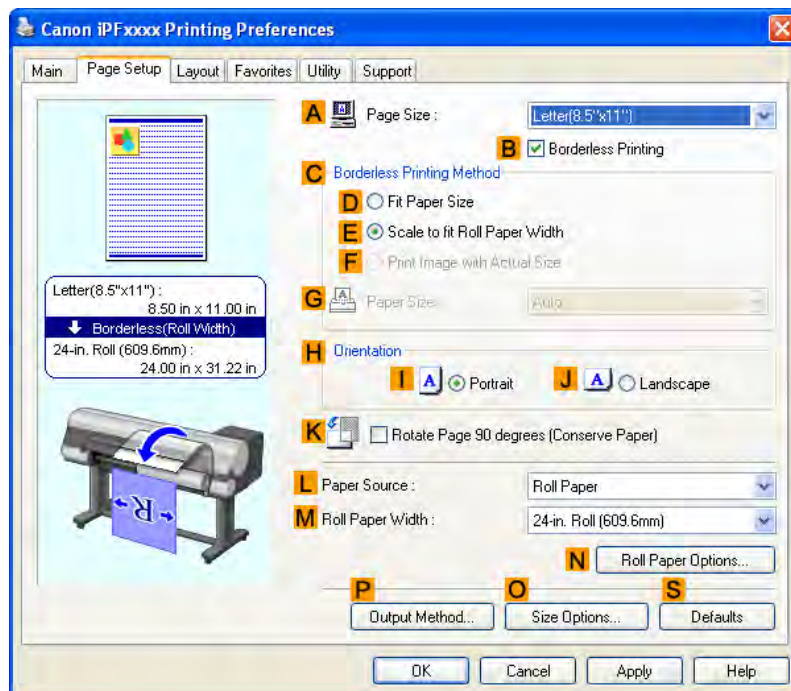 Canon iPFxxxx Printing Preferences
Main Page Setup Layout Favorites Utility Support
A Page Size : Letter(8.5"x11")
B Borderless Printing
C Borderless Printing Method
D Fit Paper Size
E Scale to fit Roll Paper Width
F Print Image with Actual Size
G A Paper Size: Auto
Letter(8.5"x11") :
8.50 in x 11.00 in
Borderless(Roll Width)
24-in. Roll (609.6mm) :
24.00 in x 31.22 in
H Orientation
I A Portrait J A Landscape
K Rotate Page 90 degrees (Conserve Paper)
R
L Paper Source : Roll Paper
M Roll Paper Width : 24-in. Roll (609.6mm)
N Roll Paper Options...
P O S
Output Method... Size Options... Defaults
OK Cancel Apply Help